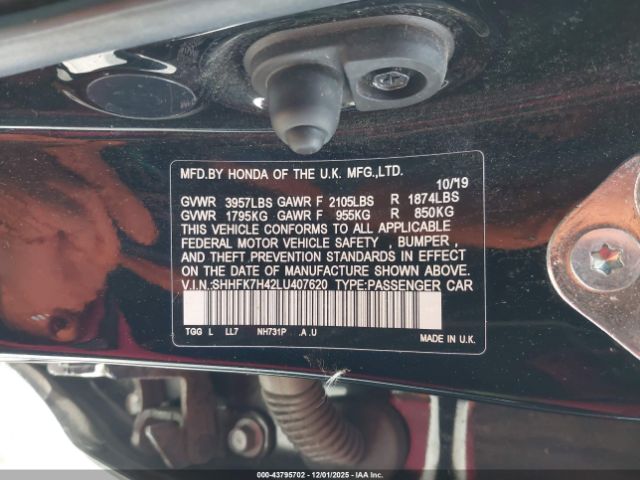 MFD.BY HONDA OF THE U.K. MFG.,LTD.
10/19
GVWR 3957LBS GAWR F 2105LBS R 1874LBS
GVWR 1795KG GAWR F 955KG R 850KG
THIS VEHICLE CONFORMS TO ALL APPLICABLE
FEDERAL MOTOR VEHICLE SAFETY , BUMPER ,
AND THEFT PREVENTION STANDARDS IN EFFECT
ON THE DATE OF MANUFACTURE SHOWN ABOVE.
V.I.N.:SHHFK7H42LU407620 TYPE:PASSENGER CAR
TGG L LL7 NH731P .A .U
MADE IN U.K.
000-43795702 - 12/01/2025 - IAAI.COM